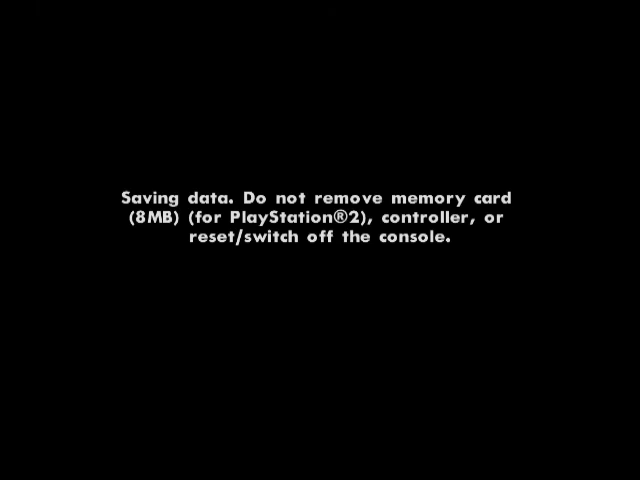 Saving data. Do not remove memory card
(8MB) (for PlayStation®2), controller, or
reset/switch off the console.